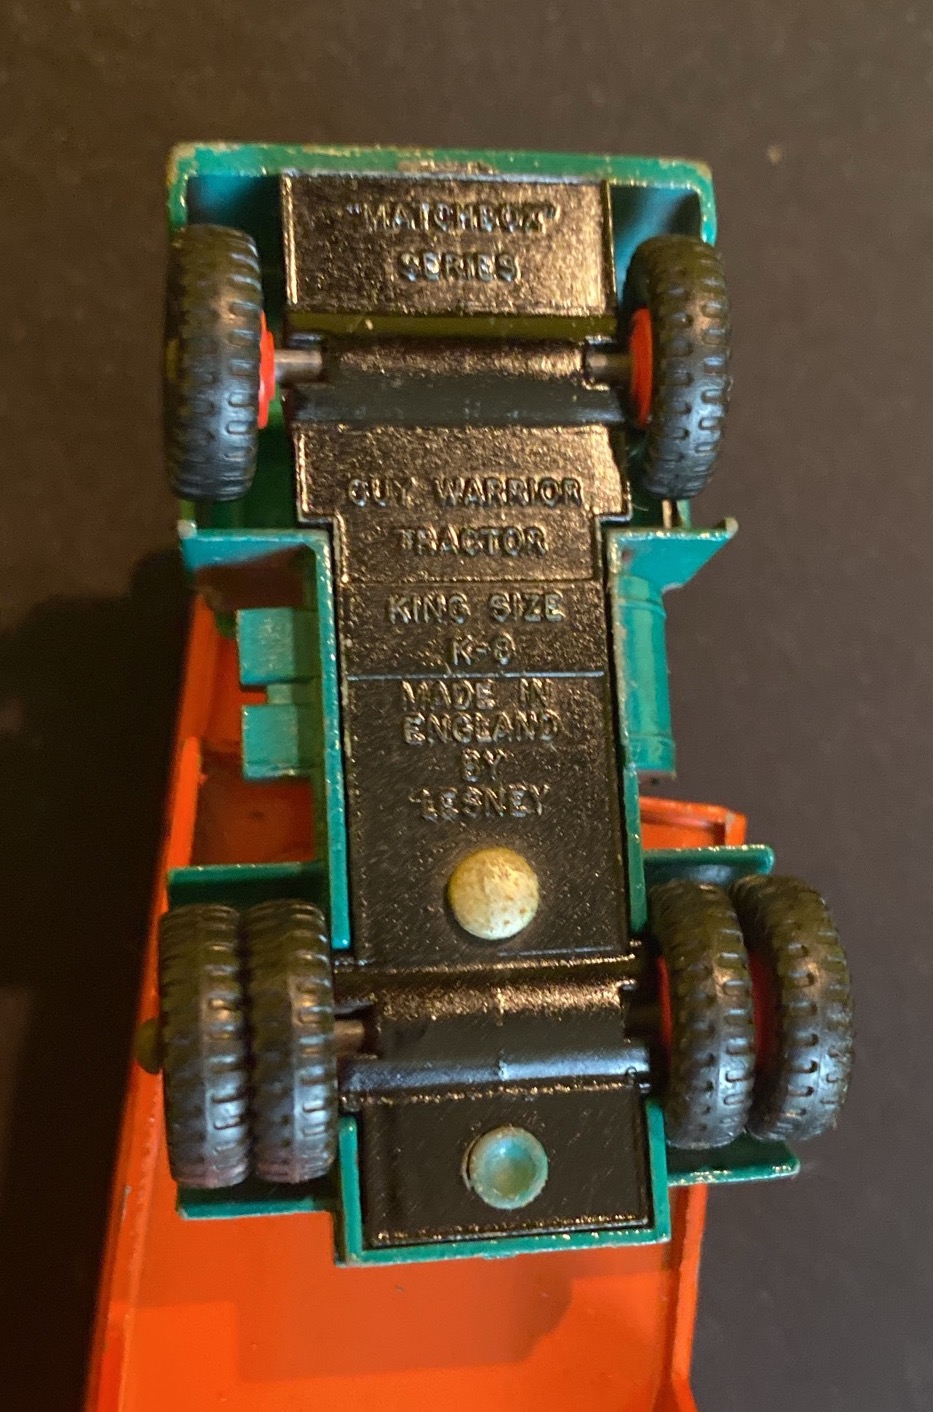 "MATCHBOX"
SERIES
GUY WARRIOR
TRACTOR
KING SIZE
K-8
MADE IN
ENGLAND
BY
LESNEY